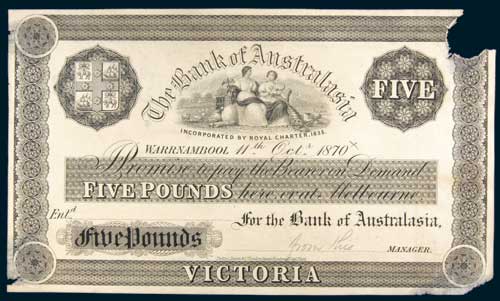 The Bank of Australasia
FIVE
INCORPORATED BY ROYAL CHARTER, 1835.
WARRNAMBOOL 11th Octr 1870
I Promise to pay the Bearer on Demand
FIVE POUNDS here or at Melbourne
Entd
For the Bank of Australasia,
Five Pounds
MANAGER.
VICTORIA